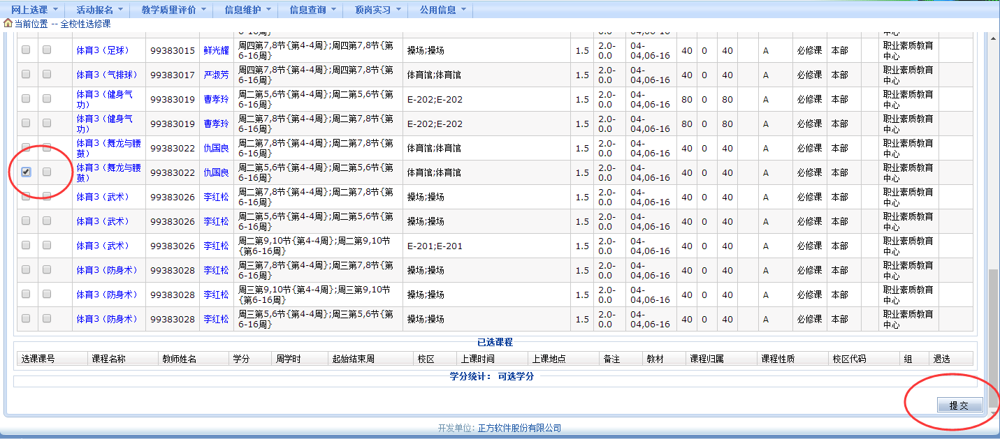 网上选课 活动报名 教学质量评价 信息维护 信息查询 顶岗实习 公用信息
当前位置 -- 全校性选修课
6-16周} 0.0 04,06-16 中心
体育3（足球） 99383015 鲜光耀 周四第7,8节{第4-4周};周四第7,8节{第 操场;操场 1.5 2.0- 04- 40 0 40 A 必修课 本部 职业素质教育
6-16周} 0.0 04,06-16 中心
体育3（气排球） 99383017 严淑芳 周四第7,8节{第4-4周};周四第7,8节{第 体育馆;体育馆 1.5 2.0- 04- 40 0 40 A 必修课 本部 职业素质教育
6-16周} 0.0 04,06-16 中心
体育3（健身气 99383019 曹孝玲 周二第5,6节{第4-4周};周二第5,6节{第 E-202;E-202 1.5 2.0- 04- 80 0 80 A 必修课 本部 职业素质教育
功） 6-16周} 0.0 04,06-16 中心
体育3（健身气 99383019 曹孝玲 周二第7,8节{第4-4周};周二第7,8节{第 E-202;E-202 1.5 2.0- 04- 80 0 80 A 必修课 本部 职业素质教育
功） 6-16周} 0.0 04,06-16 中心
体育3（舞龙与腰 99383022 仇国良 周二第7,8节{第4-4周};周二第7,8节{第 体育馆;体育馆 1.5 2.0- 04- 40 0 40 A 必修课 本部 职业素质教育
鼓） 6-16周} 0.0 04,06-16 中心
体育3（舞龙与腰 99383022 仇国良 周二第5,6节{第4-4周};周二第5,6节{第 体育馆;体育馆 1.5 2.0- 04- 40 0 40 A 必修课 本部 职业素质教育
鼓） 6-16周} 0.0 04,06-16 中心
体育3（武术） 99383026 李红松 周二第7,8节{第4-4周};周二第7,8节{第 操场;操场 1.5 2.0- 04- 40 0 40 A 必修课 本部 职业素质教育
6-16周} 0.0 04,06-16 中心
体育3（武术） 99383026 李红松 周二第5,6节{第4-4周};周二第5,6节{第 操场;操场 1.5 2.0- 04- 40 0 40 A 必修课 本部 职业素质教育
6-16周} 0.0 04,06-16 中心
体育3（武术） 99383026 李红松 周二第9,10节{第4-4周};周二第9,10节 E-201;E-201 1.5 2.0- 04- 40 0 40 A 必修课 本部 职业素质教育
{第6-16周} 0.0 04,06-16 中心
体育3（防身术） 99383028 李红松 周三第7,8节{第4-4周};周三第7,8节{第 操场;操场 1.5 2.0- 04- 40 0 40 A 必修课 本部 职业素质教育
6-16周} 0.0 04,06-16 中心
体育3（防身术） 99383028 李红松 周三第9,10节{第4-4周};周三第9,10节 操场;操场 1.5 2.0- 04- 40 0 40 A 必修课 本部 职业素质教育
{第6-16周} 0.0 04,06-16 中心
体育3（防身术） 99383028 李红松 周三第5,6节{第4-4周};周三第5,6节{第 操场;操场 1.5 2.0- 04- 40 0 40 A 必修课 本部 职业素质教育
6-16周} 0.0 04,06-16 中心
已选课程
选课课号 课程名称 教师姓名 学分 周学时 起始结束周 校区 上课时间 上课地点 备注 教材 课程归属 课程性质 校区代码 组 退选
学分统计： 可选学分
提 交
开发单位: 正方软件股份有限公司